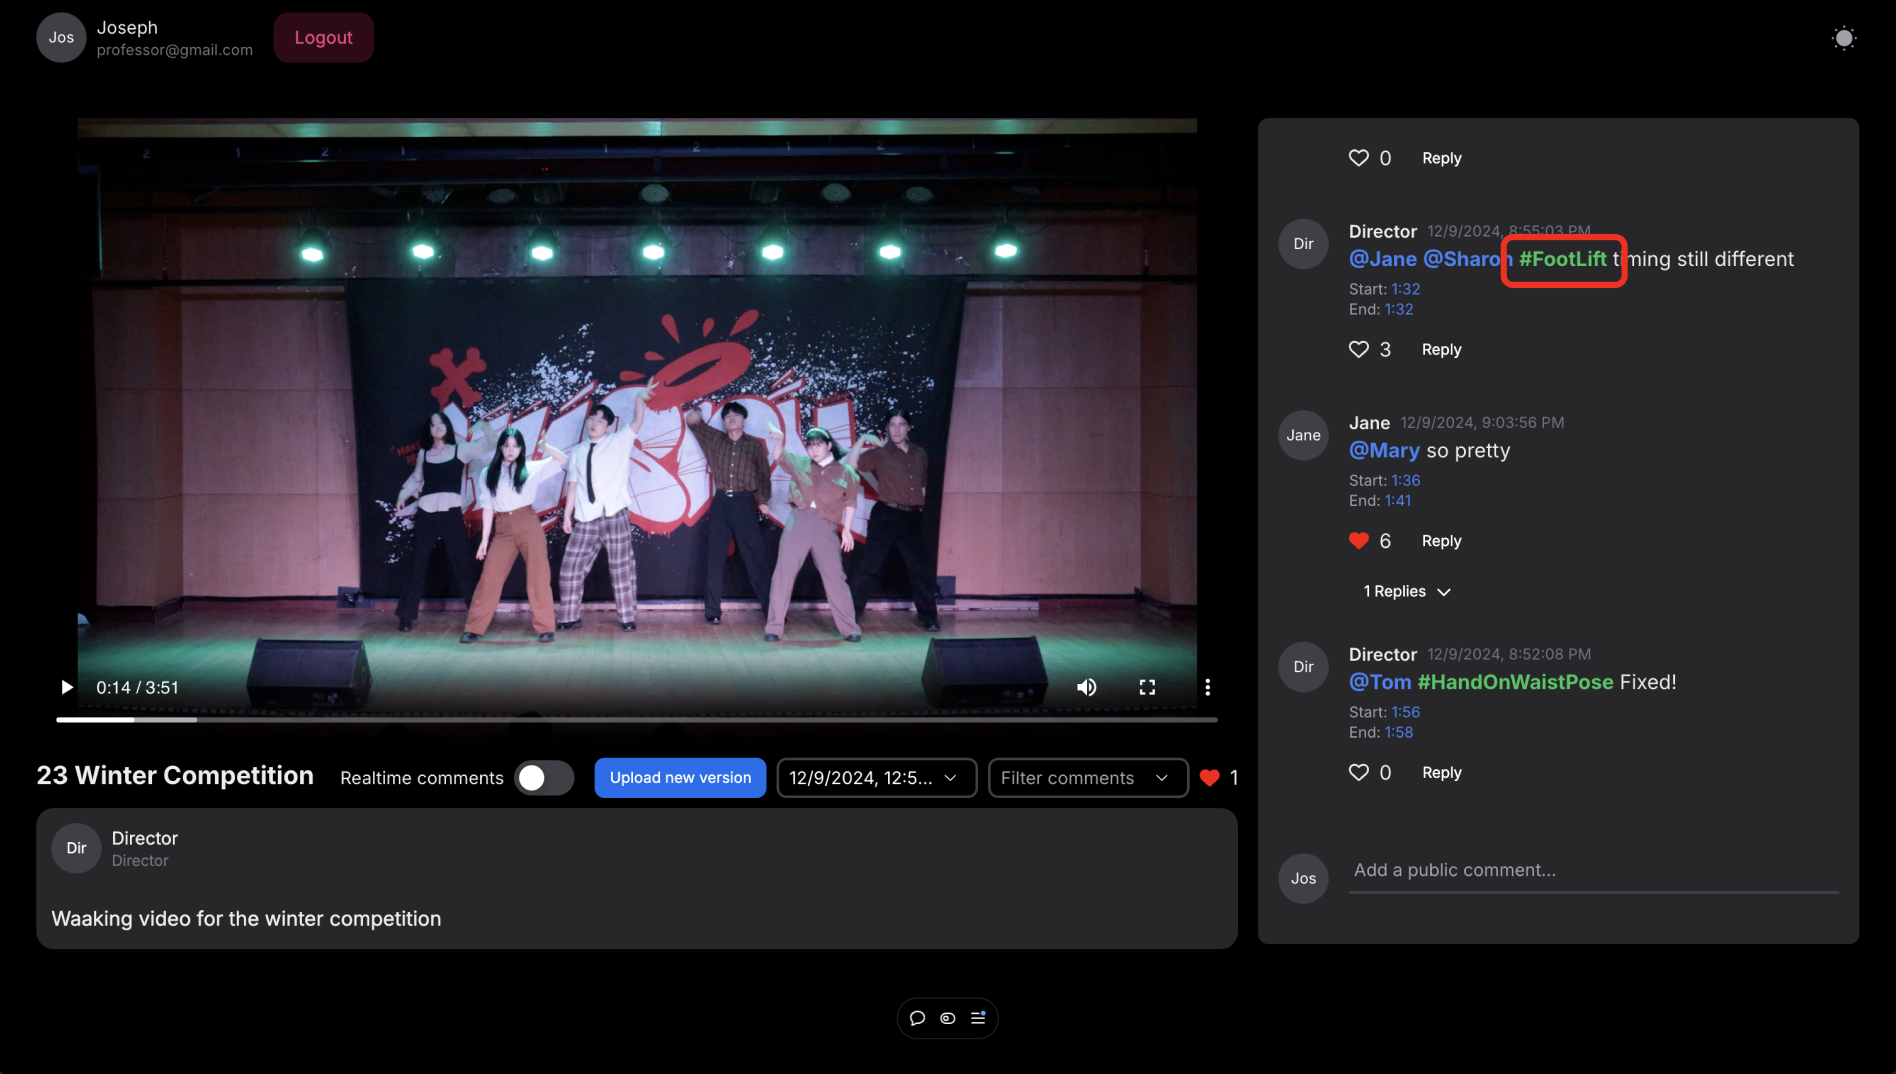 Jos
Joseph
professor@gmail.com
Logout
0:14 / 3:51
23 Winter Competition
Realtime comments
Upload new version
12/9/2024, 12:5...
Filter comments
1
Dir
Director
Director
Waaking video for the winter competition
0 Reply
Dir
Director 12/9/2024, 8:55:03 PM
@Jane @Sharon #FootLift timing still different
Start: 1:32
End: 1:32
3 Reply
Jane
Jane 12/9/2024, 9:03:56 PM
@Mary so pretty
Start: 1:36
End: 1:41
6 Reply
1 Replies
Dir
Director 12/9/2024, 8:52:08 PM
@Tom #HandOnWaistPose Fixed!
Start: 1:56
End: 1:58
0 Reply
Jos
Add a public comment...